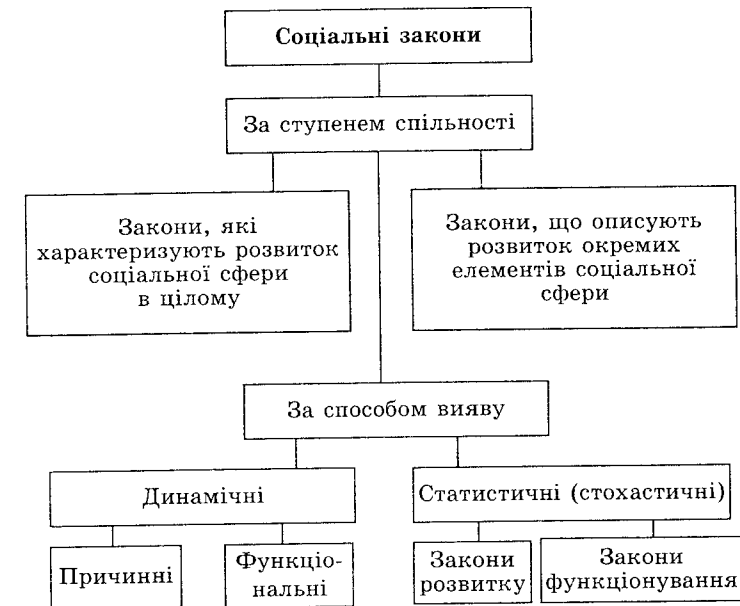 Соціальні закони
За ступенем спільності
Закони, які
характеризують розвиток
соціальної сфери
в цілому
Закони, що описують
розвиток окремих
елементів соціальної
сфери
За способом вияву
Динамічні
Статистичні (стохастичні)
Причинні
Функціо-
нальні
Закони
розвитку
Закони
функціонування